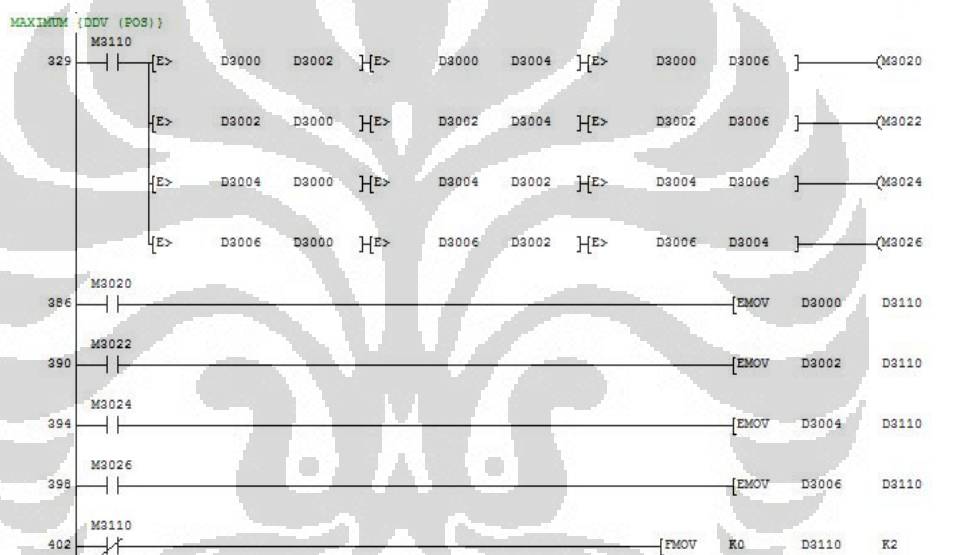 MAXIMUM {DDV (POS)}
M3110
329 [E> D3000 D3002 ] [E> D3000 D3004 ] [E> D3000 D3006 ] (M3020
[E> D3002 D3000 ] [E> D3002 D3004 ] [E> D3002 D3006 ] (M3022
[E> D3004 D3000 ] [E> D3004 D3002 ] [E> D3004 D3006 ] (M3024
[E> D3006 D3000 ] [E> D3006 D3002 ] [E> D3006 D3004 ] (M3026
M3020
386 [EMOV D3000 D3110
M3022
390 [EMOV D3002 D3110
M3024
394 [EMOV D3004 D3110
M3026
398 [EMOV D3006 D3110
M3110
402 [FMOV K0 D3110 K2